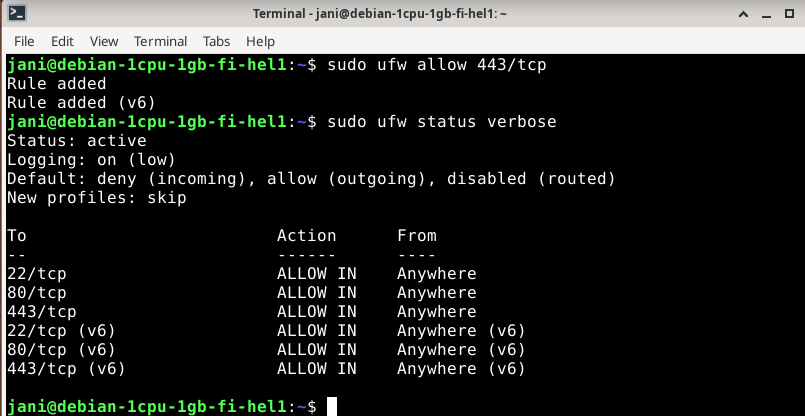 Terminal - jani@debian-1cpu-1gb-fi-hel1: ~
File Edit View Terminal Tabs Help
jani@debian-1cpu-1gb-fi-hel1:~$ sudo ufw allow 443/tcp
Rule added
Rule added (v6)
jani@debian-1cpu-1gb-fi-hel1:~$ sudo ufw status verbose
Status: active
Logging: on (low)
Default: deny (incoming), allow (outgoing), disabled (routed)
New profiles: skip

To                         Action      From
--                         ------      ----
22/tcp                     ALLOW IN    Anywhere
80/tcp                     ALLOW IN    Anywhere
443/tcp                    ALLOW IN    Anywhere
22/tcp (v6)                ALLOW IN    Anywhere (v6)
80/tcp (v6)                ALLOW IN    Anywhere (v6)
443/tcp (v6)               ALLOW IN    Anywhere (v6)

jani@debian-1cpu-1gb-fi-hel1:~$